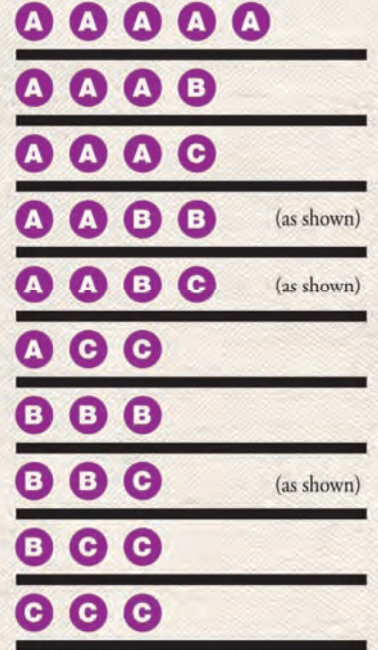 A A A A A
A A A B
A A A C
A A B B (as shown)
A A B C (as shown)
A C C
B B B
B B C (as shown)
B C C
C C C